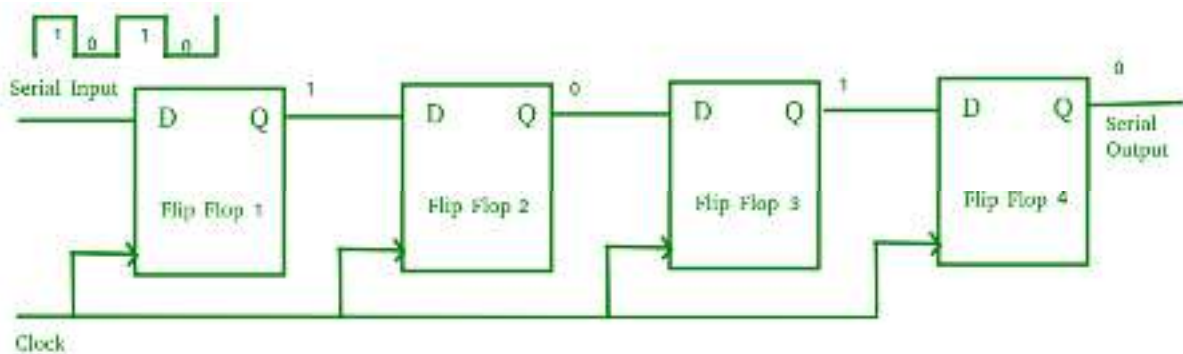 1 0 1 0
Serial Input
1
0
1
0
D Q
D Q
D Q
D Q
Serial
Output
Flip Flop 1
Flip Flop 2
Flip Flop 3
Flip Flop 4
Clock